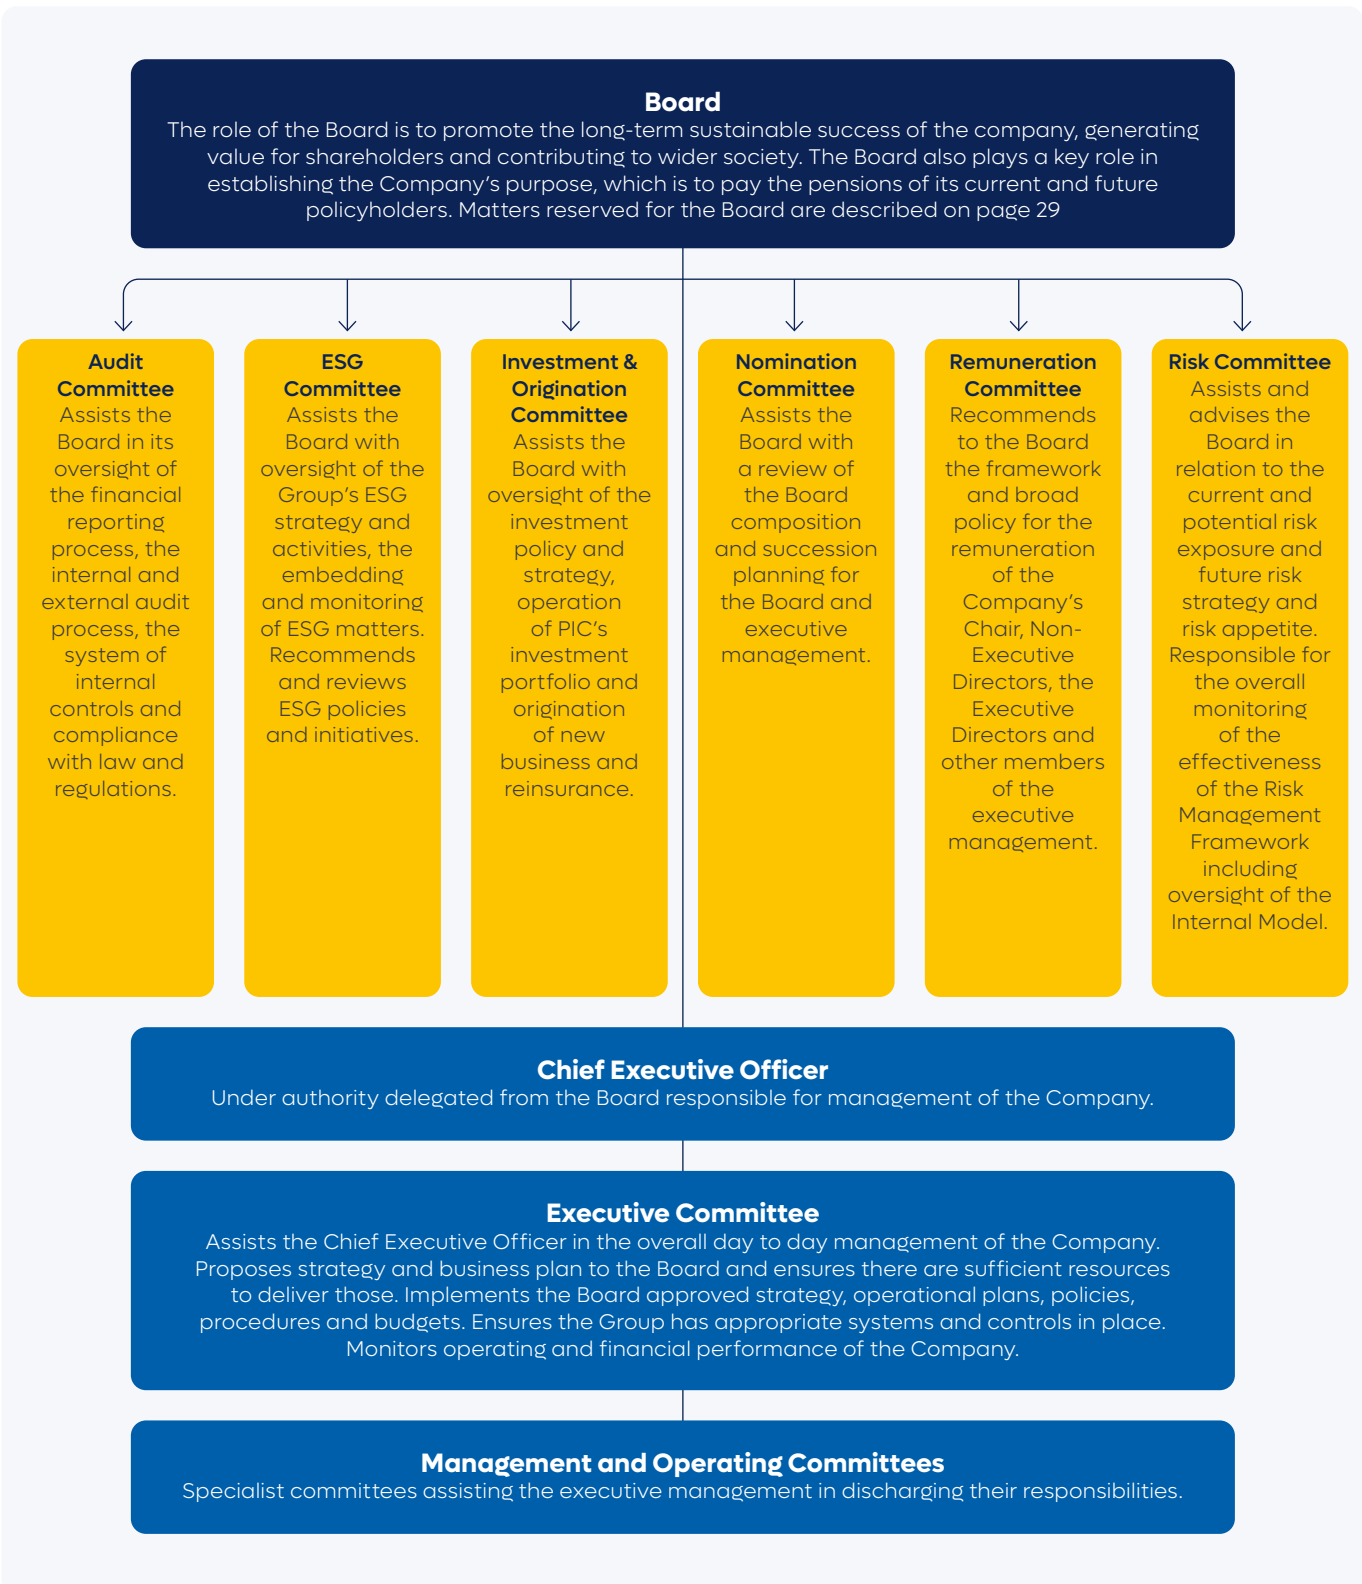 Board
The role of the Board is to promote the long-term sustainable success of the company, generating
value for shareholders and contributing to wider society. The Board also plays a key role in
establishing the Company's purpose, which is to pay the pensions of its current and future
policyholders. Matters reserved for the Board are described on page 29
Audit
Committee
Assists the
Board in its
oversight of
the financial
reporting
process, the
internal and
external audit
process, the
system of
internal
controls and
compliance
with law and
regulations.
ESG
Committee
Assists the
Board with
oversight of the
Group's ESG
strategy and
activities, the
embedding
and monitoring
of ESG matters.
Recommends
and reviews
ESG policies
and initiatives.
Investment &
Origination
Committee
Assists the
Board with
oversight of the
investment
policy and
strategy,
operation
of PIC's
investment
portfolio and
origination
of new
business and
reinsurance.
Nomination
Committee
Assists the
Board with
a review of
the Board
composition
and succession
planning for
the Board and
executive
management.
Remuneration
Committee
Recommends
to the Board
the framework
and broad
policy for the
remuneration
of the
Company's
Chair, Non-
Executive
Directors, the
Executive
Directors and
other members
of the
executive
management.
Risk Committee
Assists and
advises the
Board in
relation to the
current and
potential risk
exposure and
future risk
strategy and
risk appetite.
Responsible for
the overall
monitoring
of the
effectiveness
of the Risk
Management
Framework
including
oversight of the
Internal Model.
Chief Executive Officer
Under authority delegated from the Board responsible for management of the Company.
Executive Committee
Assists the Chief Executive Officer in the overall day to day management of the Company.
Proposes strategy and business plan to the Board and ensures there are sufficient resources
to deliver those. Implements the Board approved strategy, operational plans, policies,
procedures and budgets. Ensures the Group has appropriate systems and controls in place.
Monitors operating and financial performance of the Company.
Management and Operating Committees
Specialist committees assisting the executive management in discharging their responsibilities.